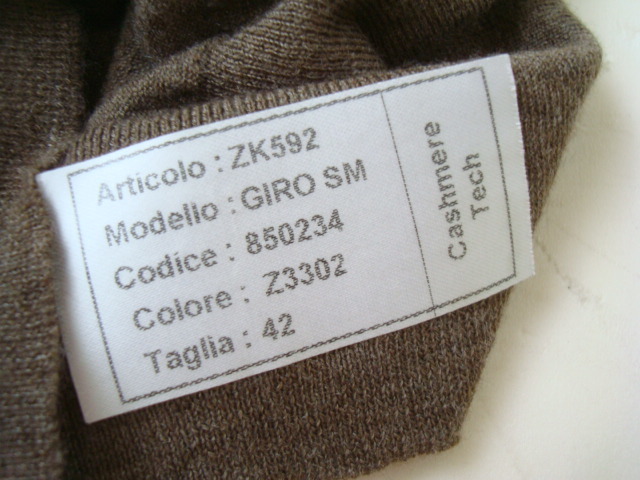 Articolo : ZK592
Modello : GIRO SM
Codice : 850234
Colore : Z3302
Taglia : 42
Cashmere
Tech